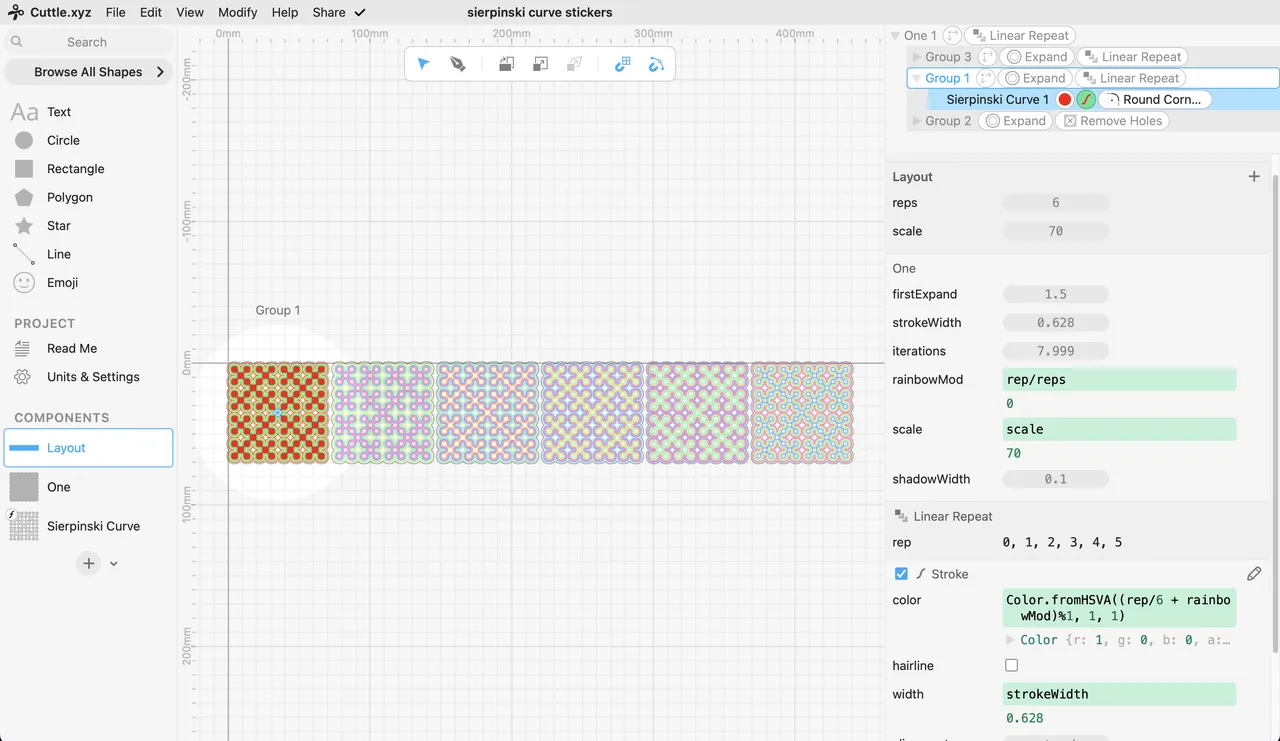 Cuttle.xyz File Edit View Modify Help Share sierpinski curve stickers
Search
Browse All Shapes
Aa Text
Circle
Rectangle
Polygon
Star
Line
Emoji
PROJECT
Read Me
Units & Settings
COMPONENTS
Layout
One
Sierpinski Curve
0mm 100mm 200mm 300mm 400mm
-200mm
-100mm
0mm
100mm
200mm
Group 1
One 1 Linear Repeat
Group 3 Expand Linear Repeat
Group 1 Expand Linear Repeat
Sierpinski Curve 1 Round Corn...
Group 2 Expand Remove Holes
Layout
reps 6
scale 70
One
firstExpand 1.5
strokeWidth 0.628
iterations 7.999
rainbowMod rep/reps
0
scale scale
70
shadowWidth 0.1
Linear Repeat
rep 0, 1, 2, 3, 4, 5
Stroke
color Color.fromHSVA((rep/6 + rainbo
wMod)%1, 1, 1)
Color {r: 1, g: 0, b: 0, a:…
hairline
width strokeWidth
0.628